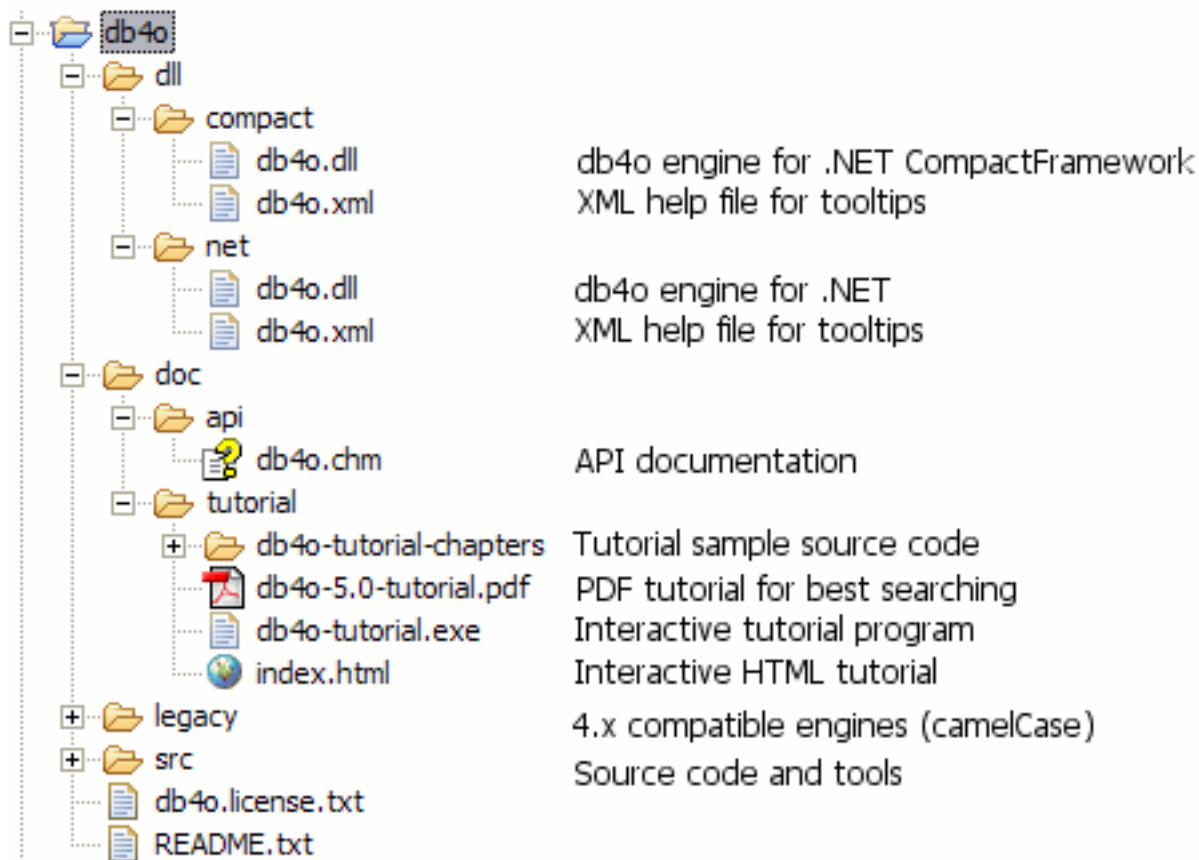 db4o
dll
compact
db4o.dll db4o engine for .NET CompactFramework
db4o.xml XML help file for tooltips
net
db4o.dll db4o engine for .NET
db4o.xml XML help file for tooltips
doc
api
db4o.chm API documentation
tutorial
db4o-tutorial-chapters Tutorial sample source code
db4o-5.0-tutorial.pdf PDF tutorial for best searching
db4o-tutorial.exe Interactive tutorial program
index.html Interactive HTML tutorial
legacy 4.x compatible engines (camelCase)
src Source code and tools
db4o.license.txt
README.txt